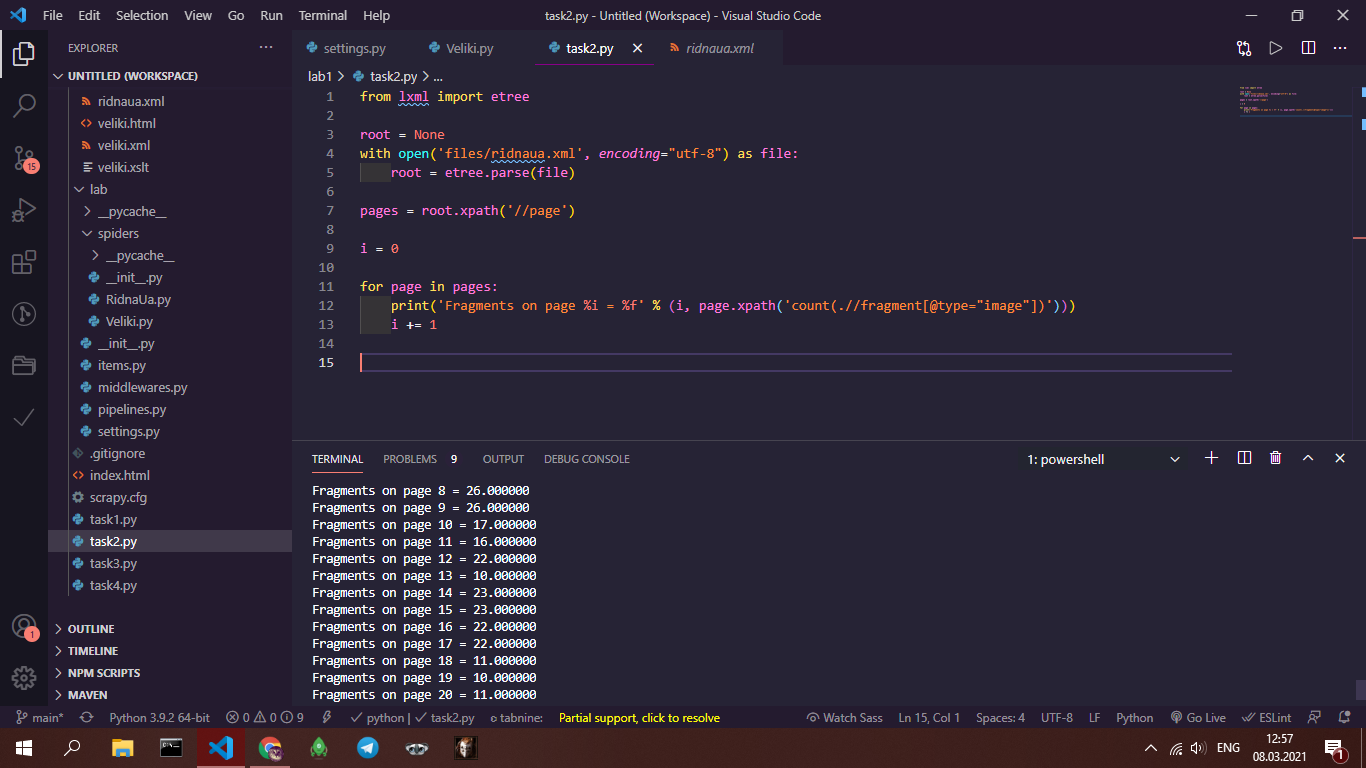 File Edit Selection View Go Run Terminal Help
task2.py - Untitled (Workspace) - Visual Studio Code
EXPLORER
UNTITLED (WORKSPACE)
ridnaua.xml
veliki.html
veliki.xml
veliki.xslt
lab
__pycache__
spiders
__pycache__
__init__.py
RidnaUa.py
Veliki.py
__init__.py
items.py
middlewares.py
pipelines.py
settings.py
.gitignore
index.html
scrapy.cfg
task1.py
task2.py
task3.py
task4.py
OUTLINE
TIMELINE
NPM SCRIPTS
MAVEN
15
1
settings.py Veliki.py task2.py ridnaua.xml
lab1 > task2.py > ...
1 from lxml import etree
2
3 root = None
4 with open('files/ridnaua.xml', encoding="utf-8") as file:
5 root = etree.parse(file)
6
7 pages = root.xpath('//page')
8
9 i = 0
10
11 for page in pages:
12 print('Fragments on page %i = %f' % (i, page.xpath('count(.//fragment[@type="image"])')))
13 i += 1
14
15
TERMINAL PROBLEMS 9 OUTPUT DEBUG CONSOLE 1: powershell
Fragments on page 8 = 26.000000
Fragments on page 9 = 26.000000
Fragments on page 10 = 17.000000
Fragments on page 11 = 16.000000
Fragments on page 12 = 22.000000
Fragments on page 13 = 10.000000
Fragments on page 14 = 23.000000
Fragments on page 15 = 23.000000
Fragments on page 16 = 22.000000
Fragments on page 17 = 22.000000
Fragments on page 18 = 11.000000
Fragments on page 19 = 10.000000
Fragments on page 20 = 11.000000
main* Python 3.9.2 64-bit 0 0 9 python | task2.py tabnine: Partial support, click to resolve Watch Sass Ln 15, Col 1 Spaces: 4 UTF-8 LF Python Go Live ESLint
ENG
12:57
08.03.2021
1